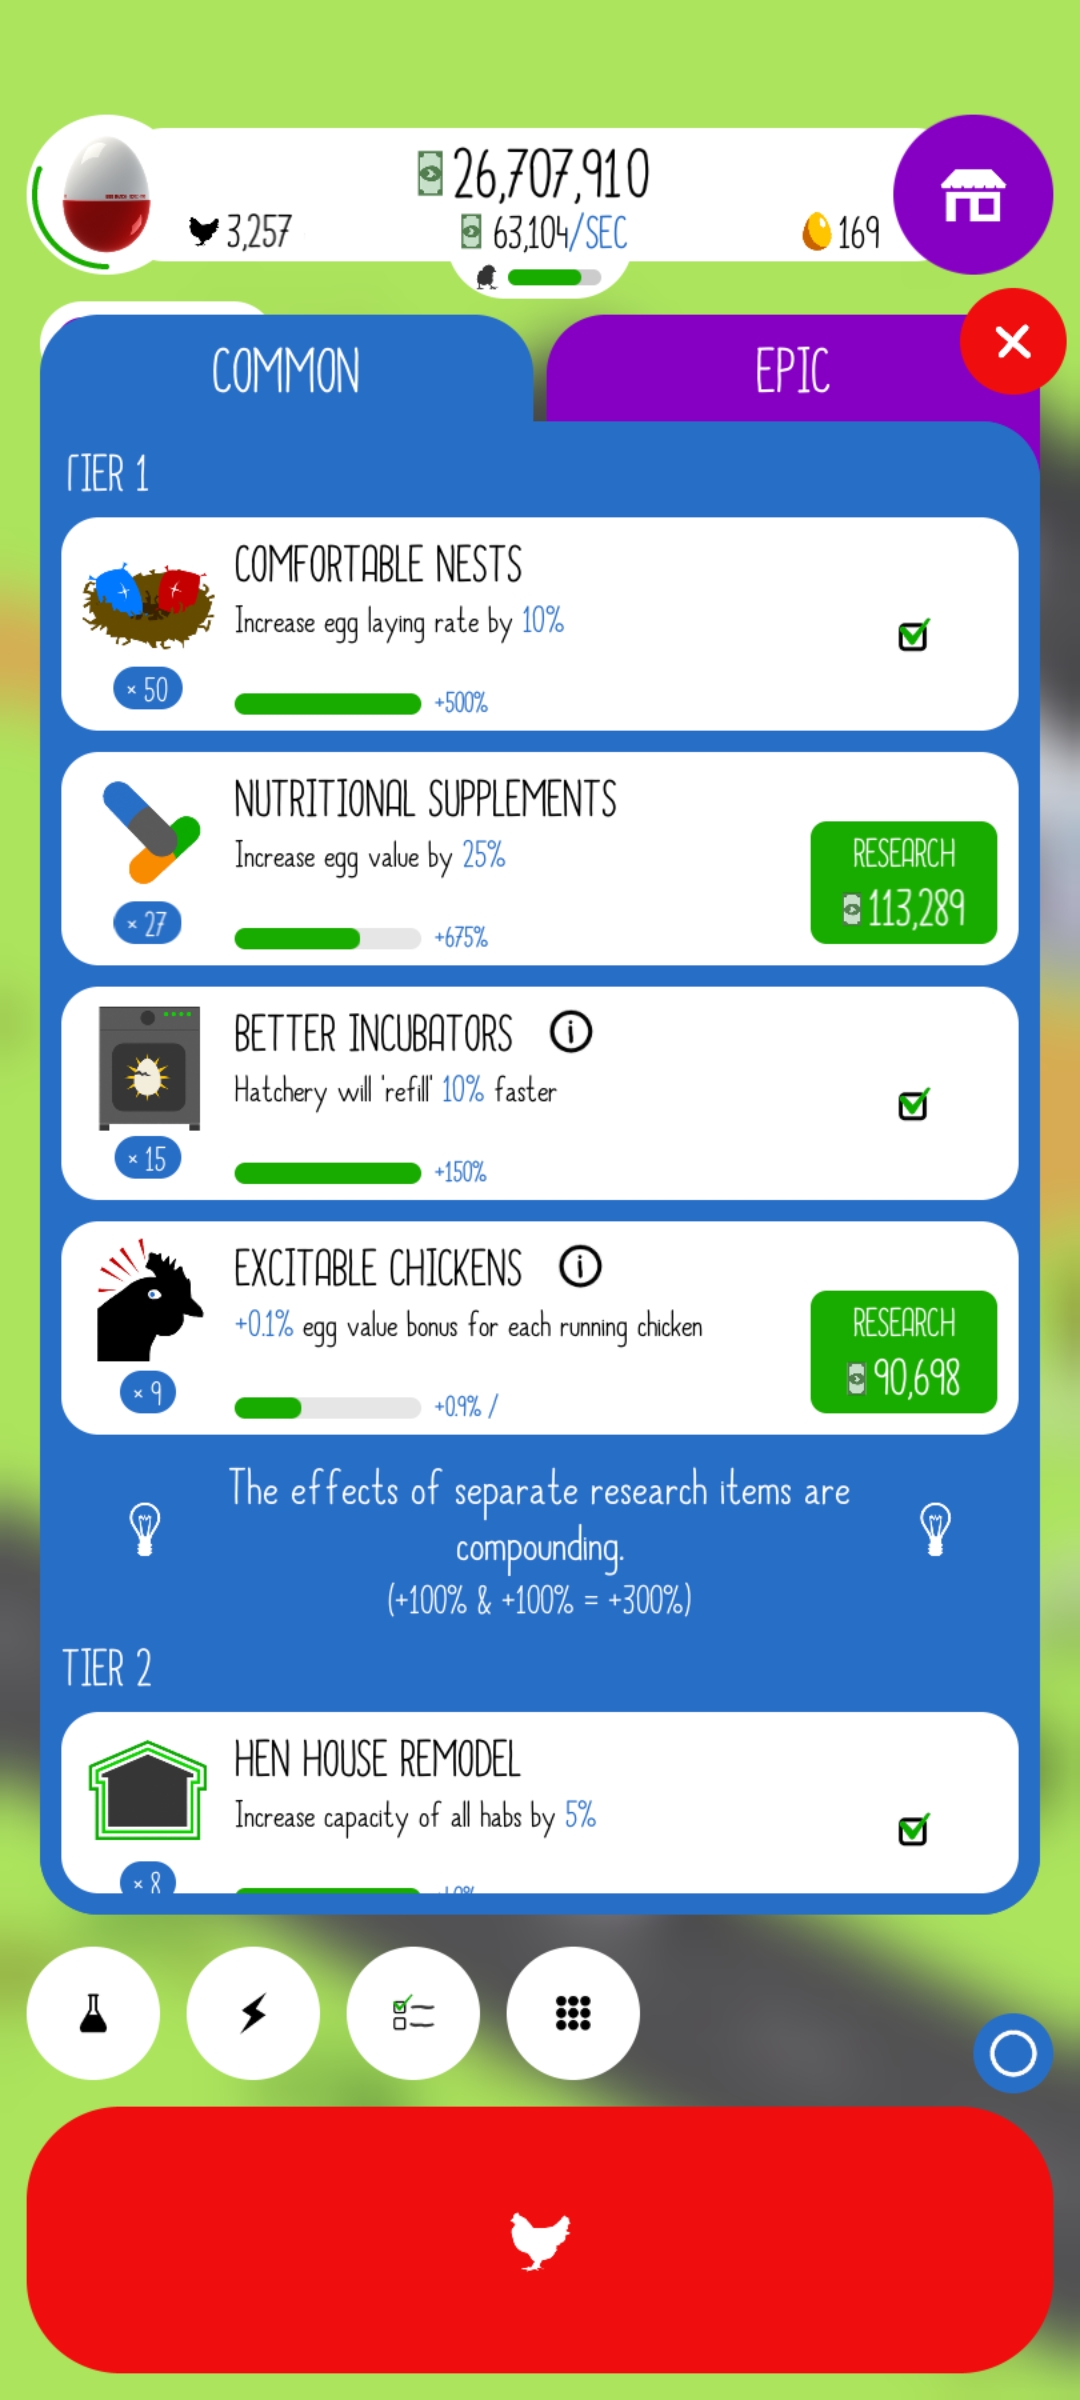 26,707,910
3,257
63,104/SEC
169
COMMON
EPIC
TIER 1
COMFORTABLE NESTS
Increase egg laying rate by 10%
× 50
+500%
NUTRITIONAL SUPPLEMENTS
Increase egg value by 25%
RESEARCH
113,289
× 27
+675%
BETTER INCUBATORS
Hatchery will 'refill' 10% faster
× 15
+150%
EXCITABLE CHICKENS
+0.1% egg value bonus for each running chicken
RESEARCH
90,698
× 9
+0.9% /
The effects of separate research items are
compounding.
(+100% & +100% = +300%)
TIER 2
HEN HOUSE REMODEL
Increase capacity of all habs by 5%
× 8